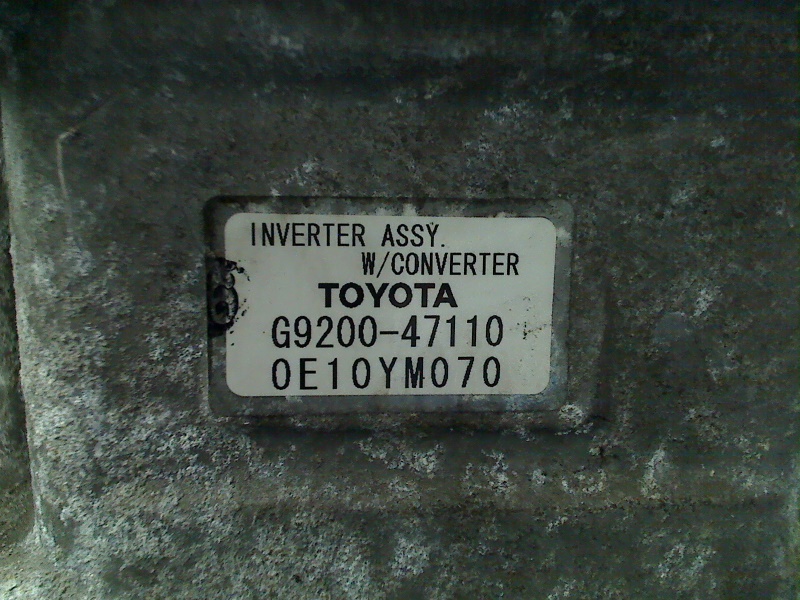 INVERTER ASSY.
W/CONVERTER
TOYOTA
G9200-47110
0E10YM070